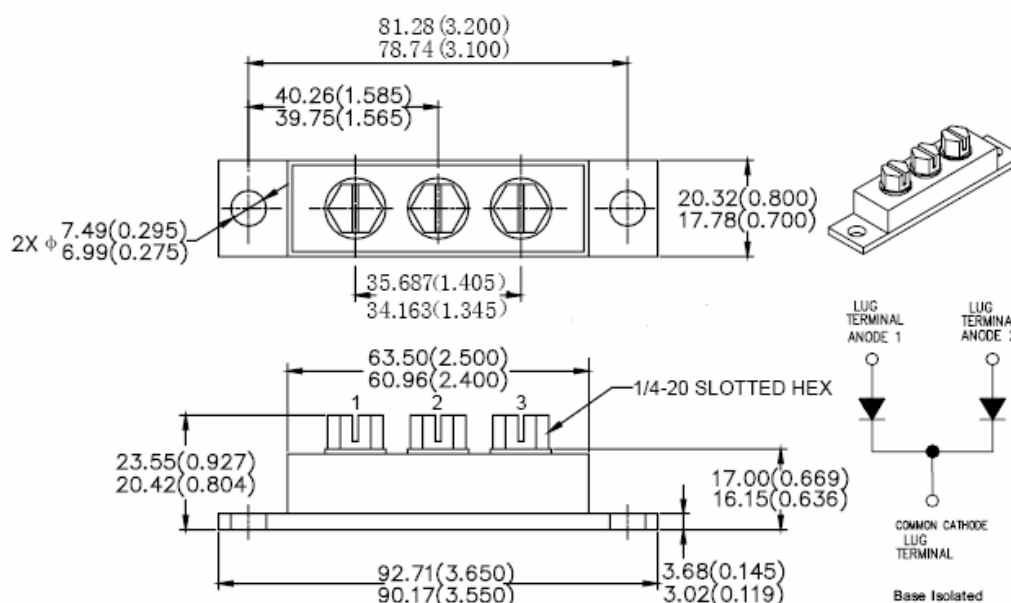 81.28 (3.200)
78.74 (3.100)
40.26(1.585)
39.75(1.565)
20.32(0.800)
17.78(0.700)
2X ϕ 7.49(0.295)
6.99(0.275)
35.687(1.405)
34.163(1.345)
LUG
TERMINAL
ANODE 1
LUG
TERMINA
ANODE 2
63.50(2.500)
60.96(2.400)
1/4-20 SLOTTED HEX
1
2
3
23.55(0.927)
20.42(0.804)
17.00(0.669)
16.15(0.636)
COMMON CATHODE
LUG
TERMINAL
92.71(3.650)
90.17(3.550)
3.68(0.145)
3.02(0.119)
Base Isolated